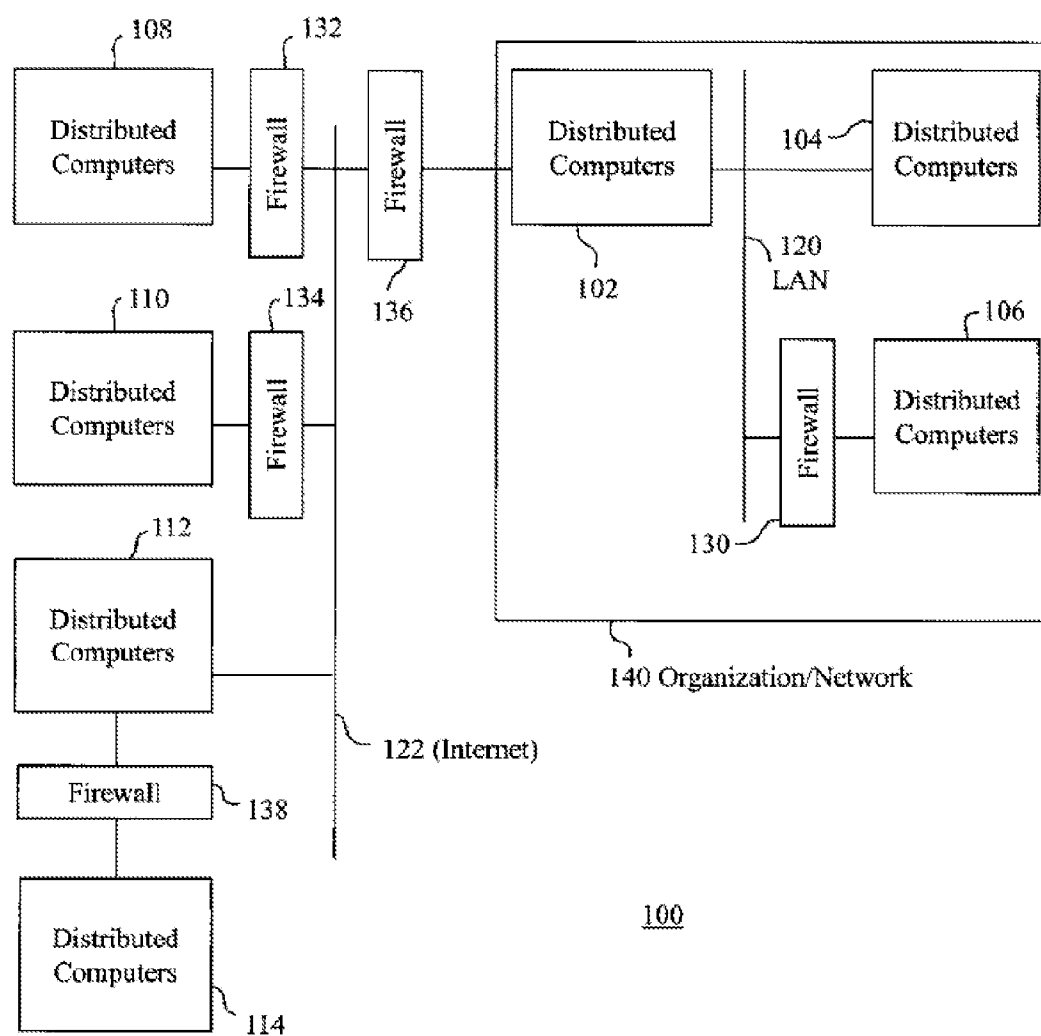 108
132
Distributed
Computers
Firewall
Firewall
Distributed
Computers
104
Distributed
Computers
102
120
LAN
136
110
134
106
Distributed
Computers
Firewall
Firewall
Distributed
Computers
130
112
Distributed
Computers
140 Organization/Network
122 (Internet)
Firewall
138
100
Distributed
Computers
114